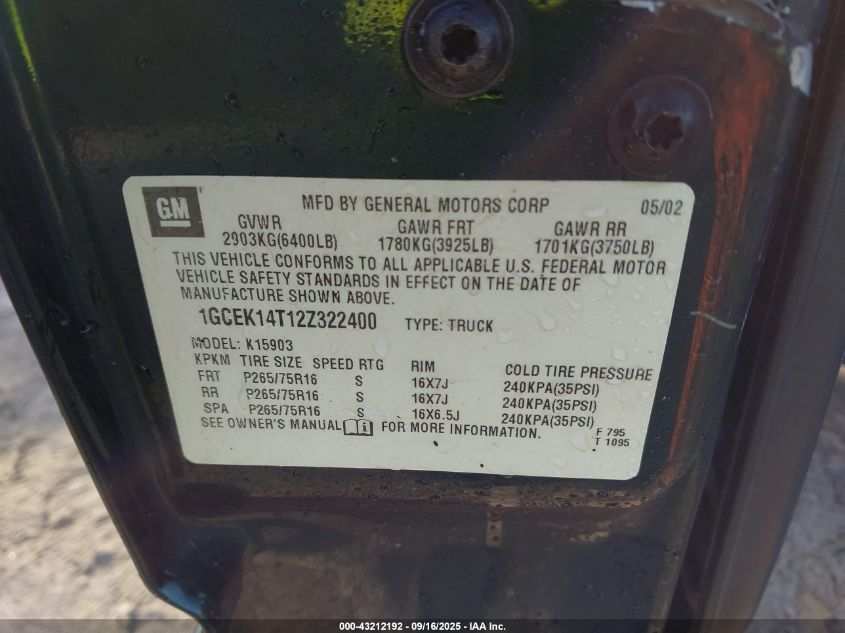 GM
MFD BY GENERAL MOTORS CORP 05/02
GVWR GAWR FRT GAWR RR
2903KG(6400LB) 1780KG(3925LB) 1701KG(3750LB)
THIS VEHICLE CONFORMS TO ALL APPLICABLE U.S. FEDERAL MOTOR
VEHICLE SAFETY STANDARDS IN EFFECT ON THE DATE OF
MANUFACTURE SHOWN ABOVE.
1GCEK14T12Z322400 TYPE: TRUCK
MODEL: K15903
KPKM TIRE SIZE SPEED RTG RIM COLD TIRE PRESSURE
FRT P265/75R16 S 16X7J 240KPA(35PSI)
RR P265/75R16 S 16X7J 240KPA(35PSI)
SPA P265/75R16 S 16X6.5J 240KPA(35PSI)
SEE OWNER'S MANUAL FOR MORE INFORMATION.
F 795
T 1095
000-43212192 - 09/16/2025 - IAA Inc.